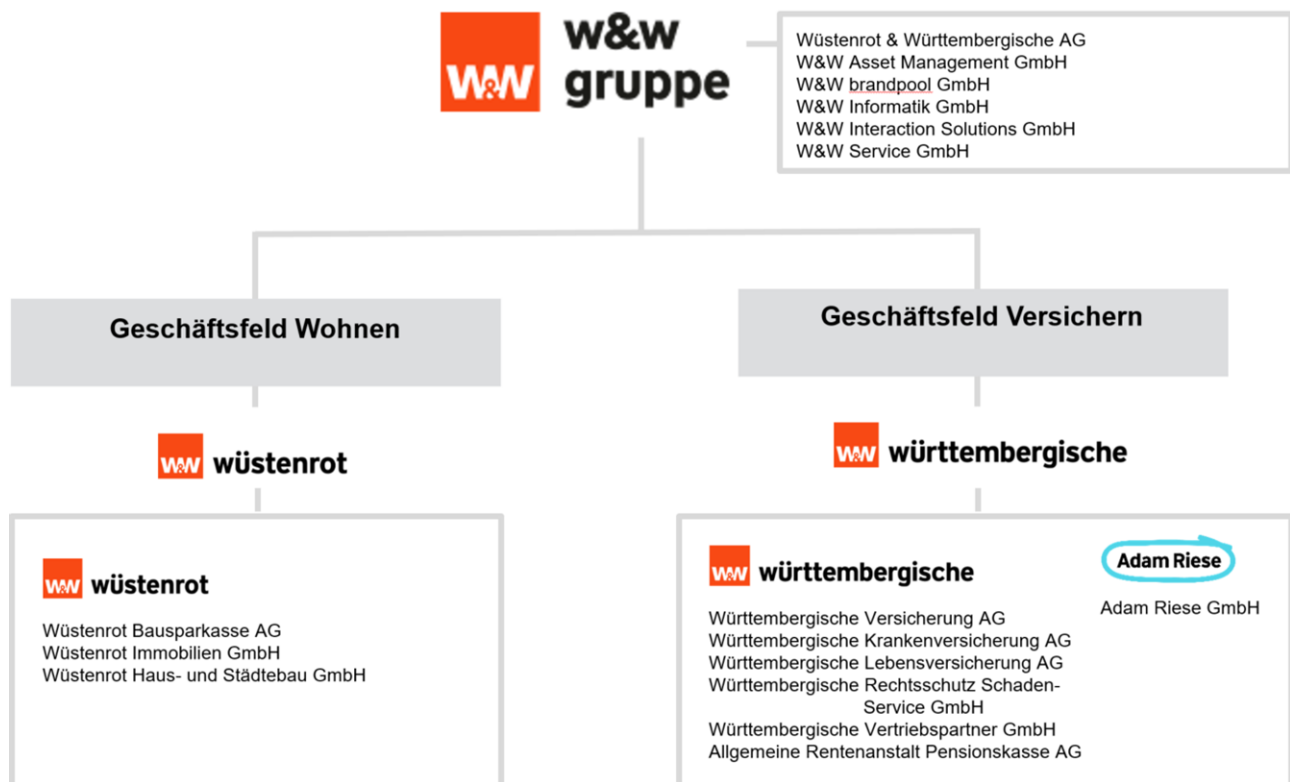 W&W
w&w
gruppe
Wüstenrot & Württembergische AG
W&W Asset Management GmbH
W&W brandpool GmbH
W&W Informatik GmbH
W&W Interaction Solutions GmbH
W&W Service GmbH
Geschäftsfeld Wohnen
Geschäftsfeld Versichern
W&W wüstenrot
W&W württembergische
W&W wüstenrot
Wüstenrot Bausparkasse AG
Wüstenrot Immobilien GmbH
Wüstenrot Haus- und Städtebau GmbH
W&W württembergische
Württembergische Versicherung AG
Württembergische Krankenversicherung AG
Württembergische Lebensversicherung AG
Württembergische Rechtsschutz Schaden-
Service GmbH
Württembergische Vertriebspartner GmbH
Allgemeine Rentenanstalt Pensionskasse AG
Adam Riese
Adam Riese GmbH